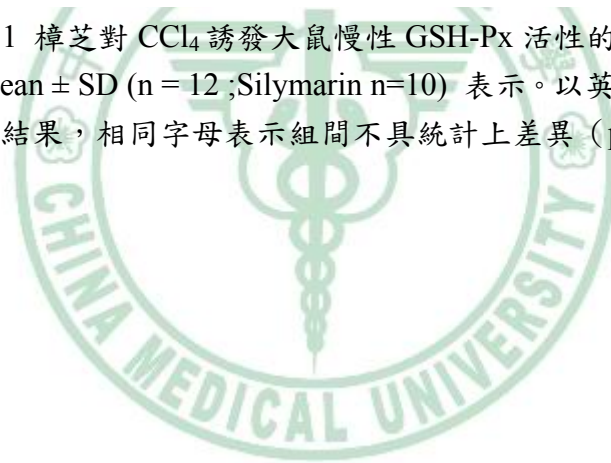 1 樟芝對 CCl4 誘發大鼠慢性 GSH-Px 活性的
ean ± SD (n = 12 ;Silymarin n=10) 表示。以英
結果，相同字母表示組間不具統計上差異（p
CHINA MEDICAL UNIVERSITY